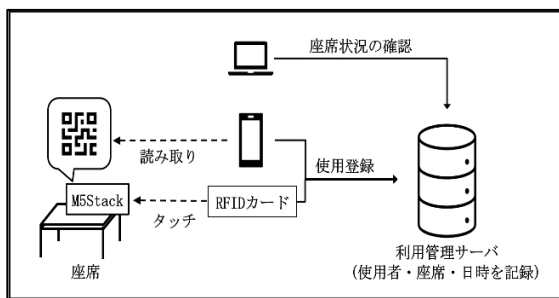 座席状況の確認
読み取り
使用登録
M5Stack
RFIDカード
タッチ
座席
利用管理サーバ
(使用者・座席・日時を記録)